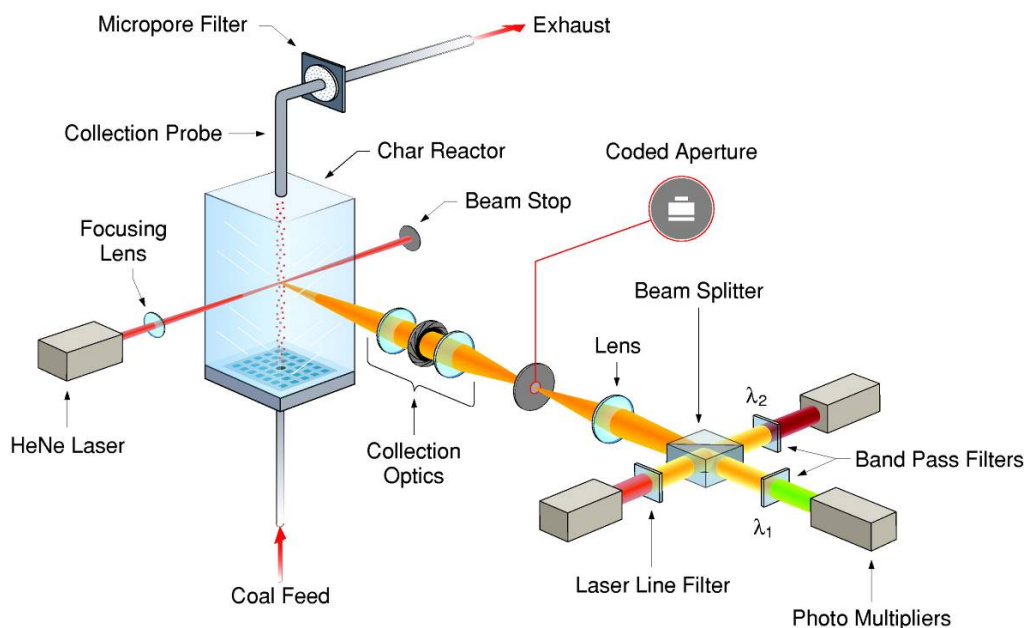 Micropore Filter
Exhaust
Collection Probe
Char Reactor
Coded Aperture
Beam Stop
Focusing
Lens
Beam Splitter
Lens
λ2
HeNe Laser
Collection
Optics
Band Pass Filters
λ1
Coal Feed
Laser Line Filter
Photo Multipliers